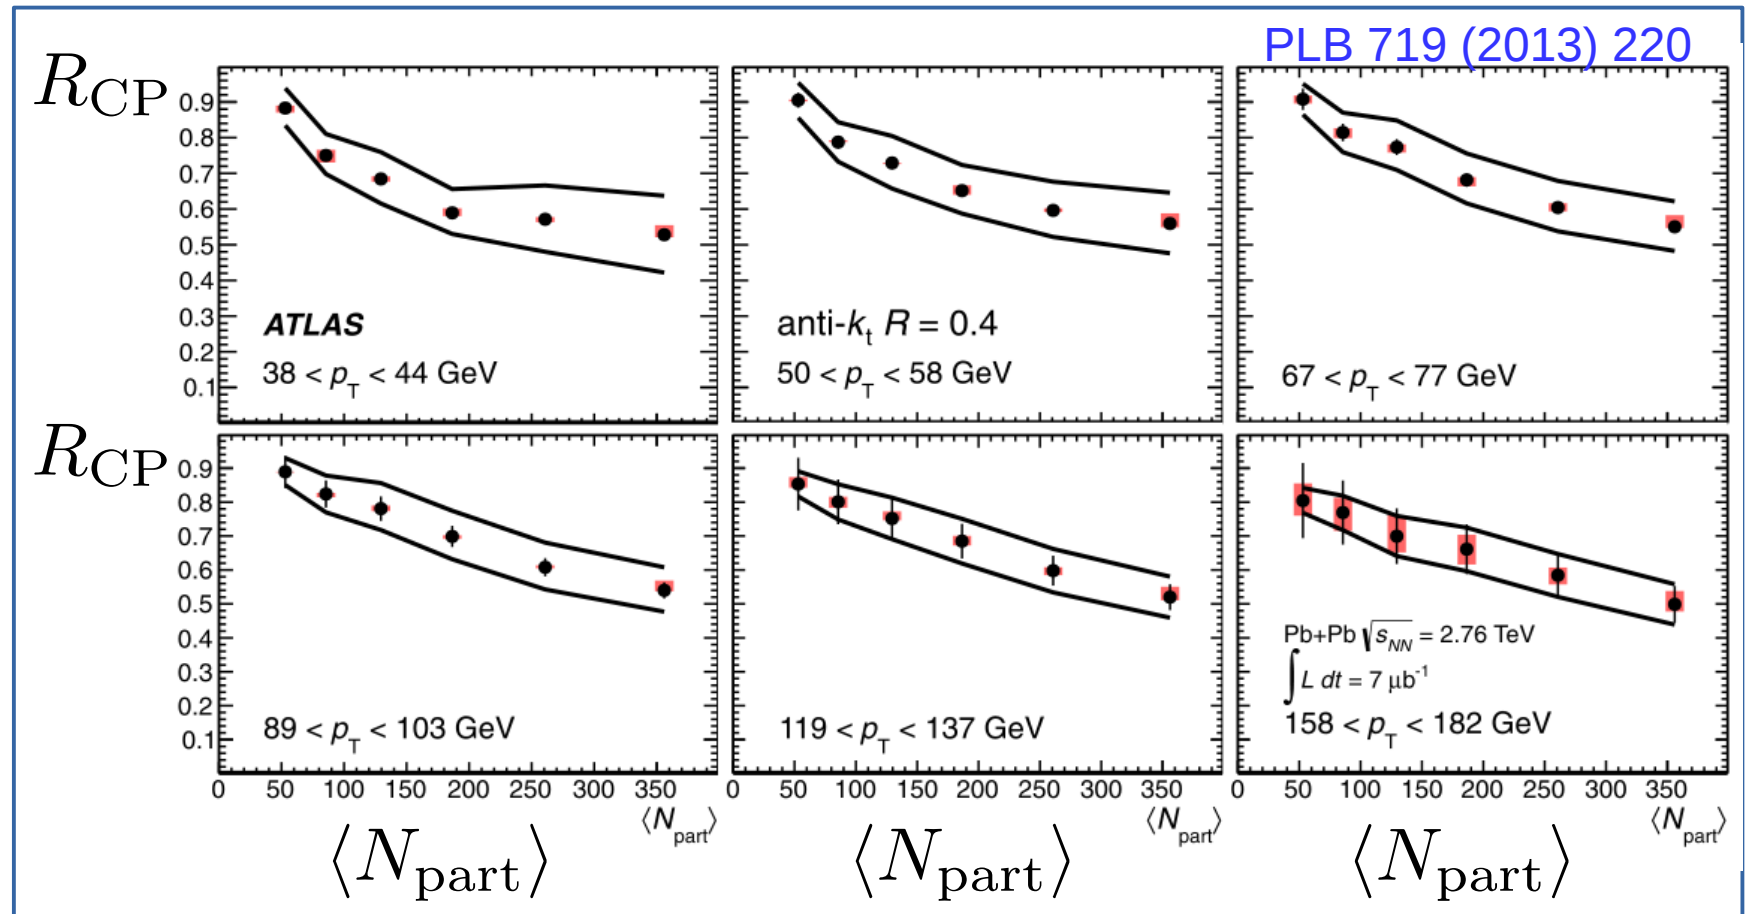 PLB 719 (2013) 220
R_CP
0.9
0.8
0.7
0.6
0.5
0.4
0.3
0.2
0.1
ATLAS
38 < p_T < 44 GeV
anti-k_t R = 0.4
50 < p_T < 58 GeV
67 < p_T < 77 GeV
R_CP
0.9
0.8
0.7
0.6
0.5
0.4
0.3
0.2
0.1
89 < p_T < 103 GeV
119 < p_T < 137 GeV
Pb+Pb √s_NN = 2.76 TeV
∫ L dt = 7 μb^-1
158 < p_T < 182 GeV
0 50 100 150 200 250 300 350
0 50 100 150 200 250 300 350
0 50 100 150 200 250 300 350
⟨N_part⟩
⟨N_part⟩
⟨N_part⟩
⟨N_part⟩
⟨N_part⟩
⟨N_part⟩